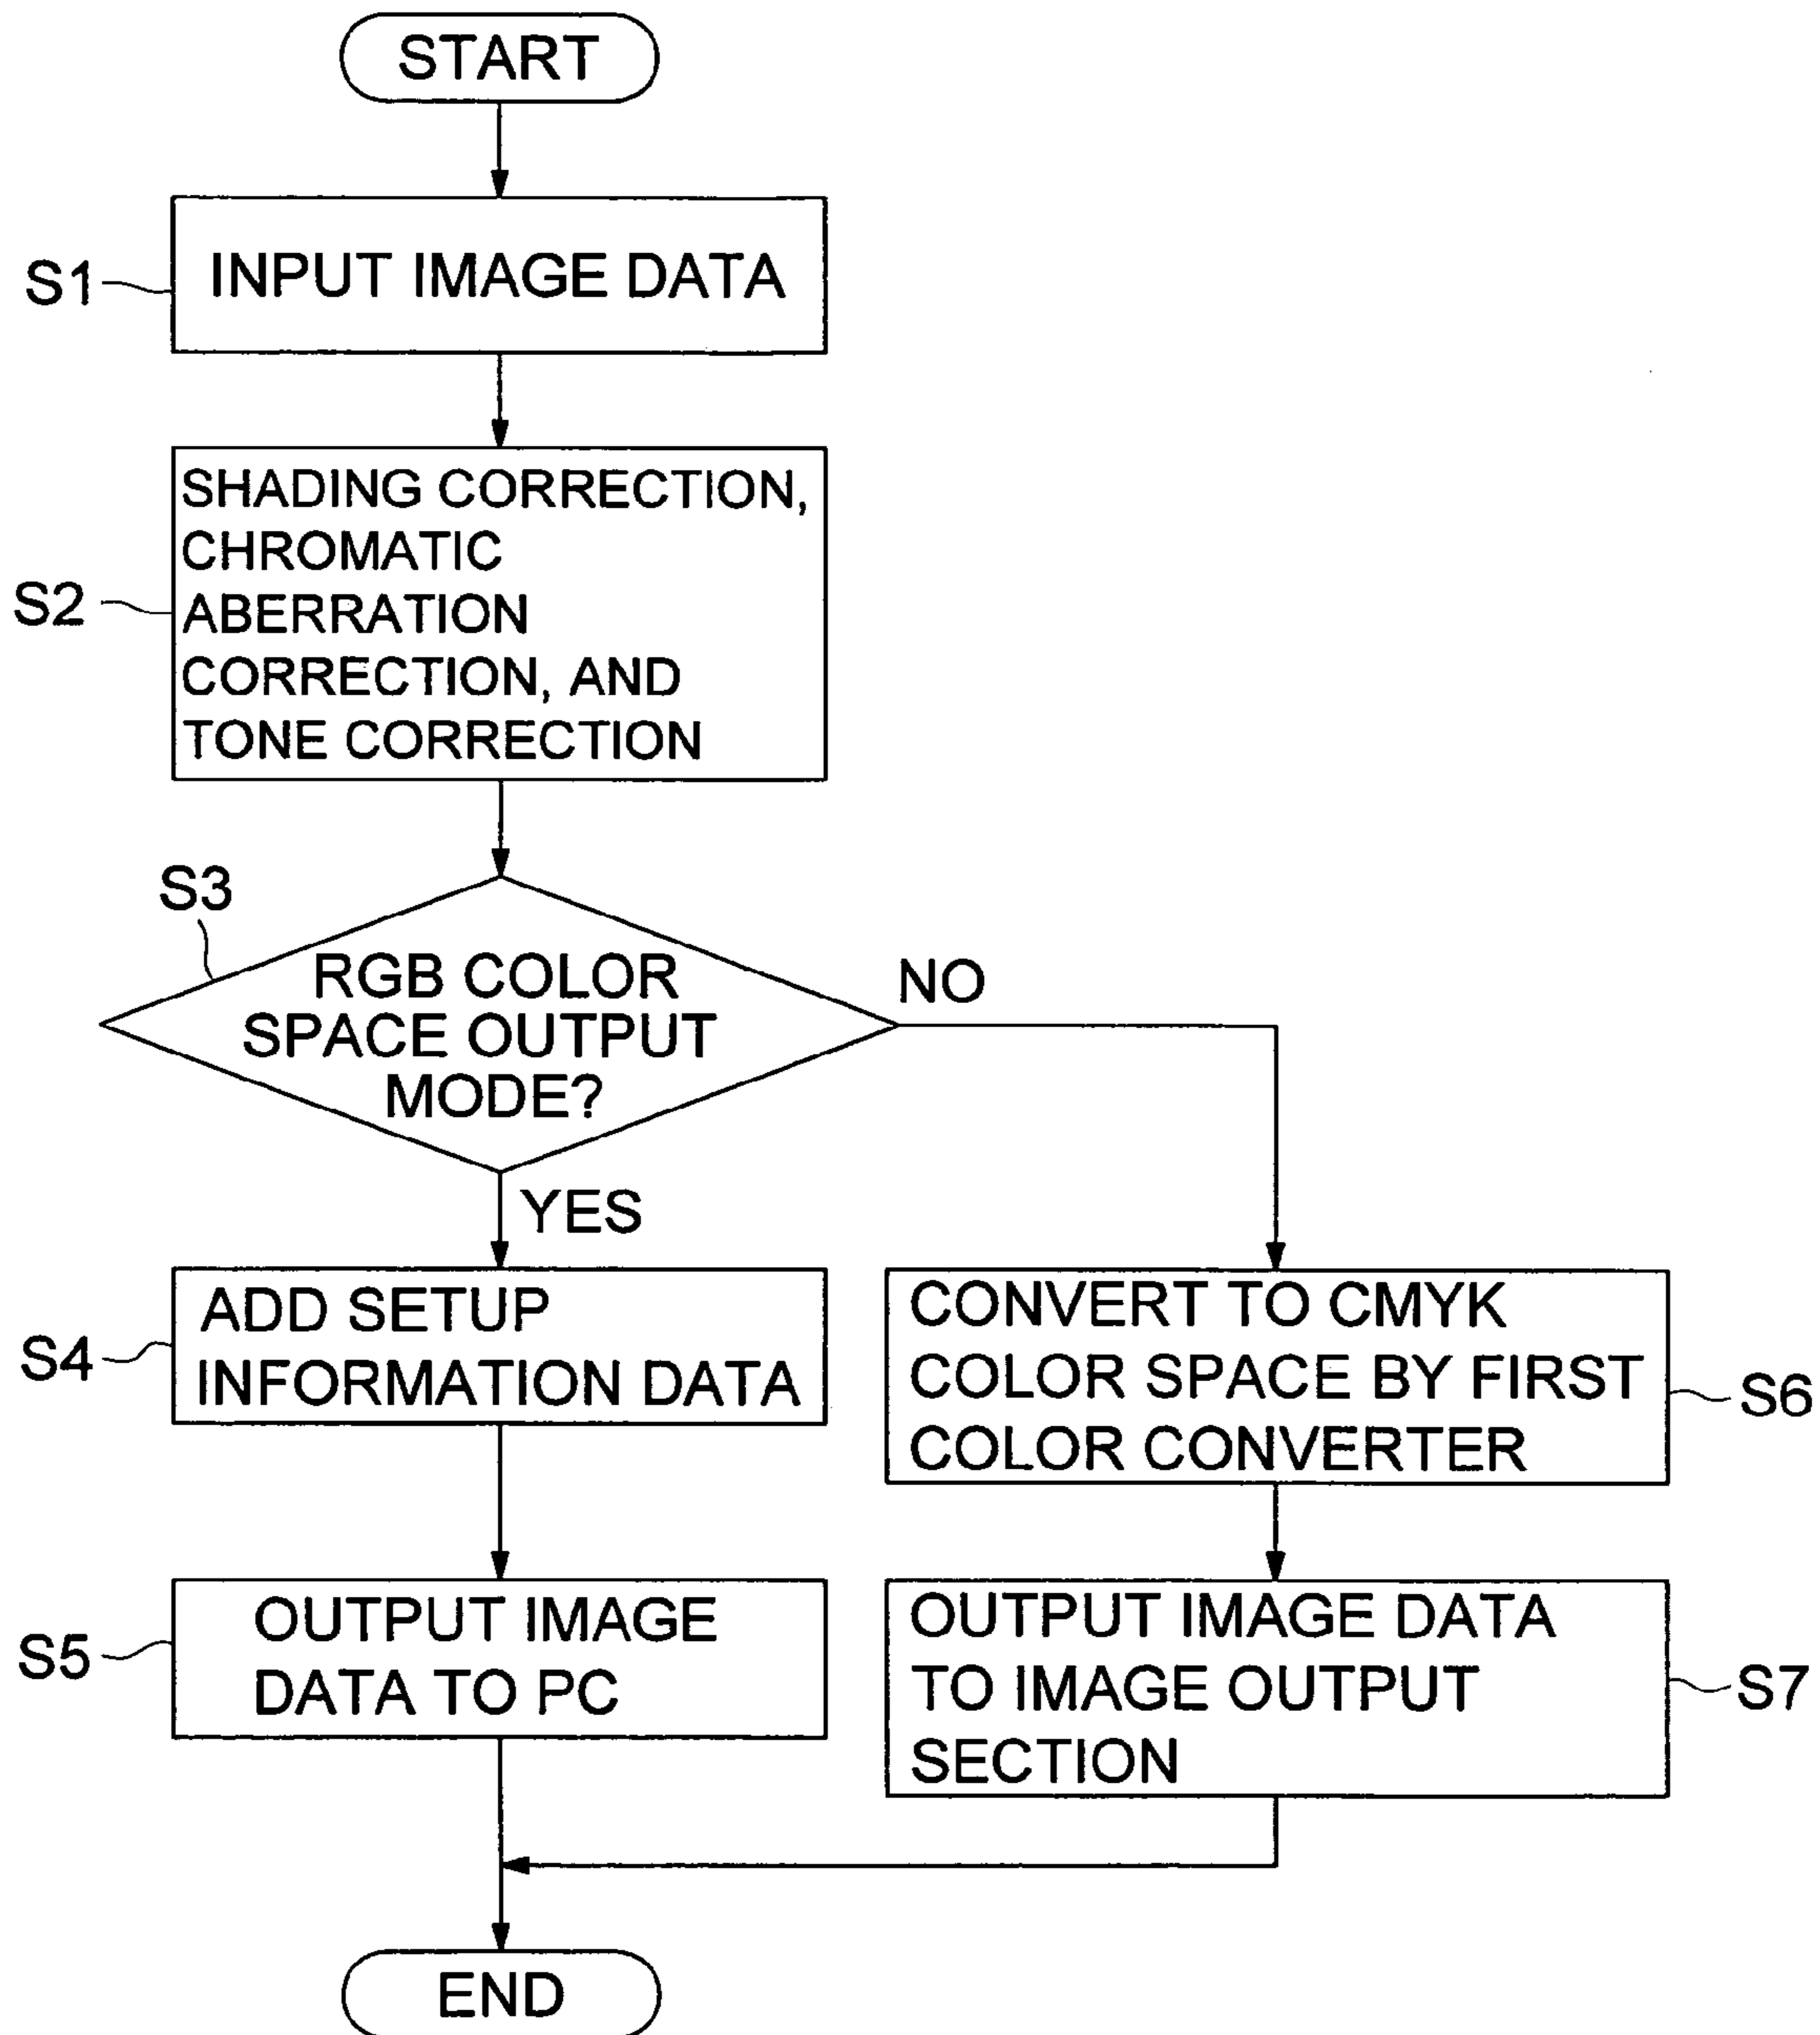 START
S1
INPUT IMAGE DATA
S2
SHADING CORRECTION,
CHROMATIC
ABERRATION
CORRECTION, AND
TONE CORRECTION
S3
RGB COLOR
SPACE OUTPUT
MODE?
NO
YES
S4
ADD SETUP
INFORMATION DATA
CONVERT TO CMYK
COLOR SPACE BY FIRST
COLOR CONVERTER
S6
S5
OUTPUT IMAGE
DATA TO PC
OUTPUT IMAGE DATA
TO IMAGE OUTPUT
SECTION
S7
END